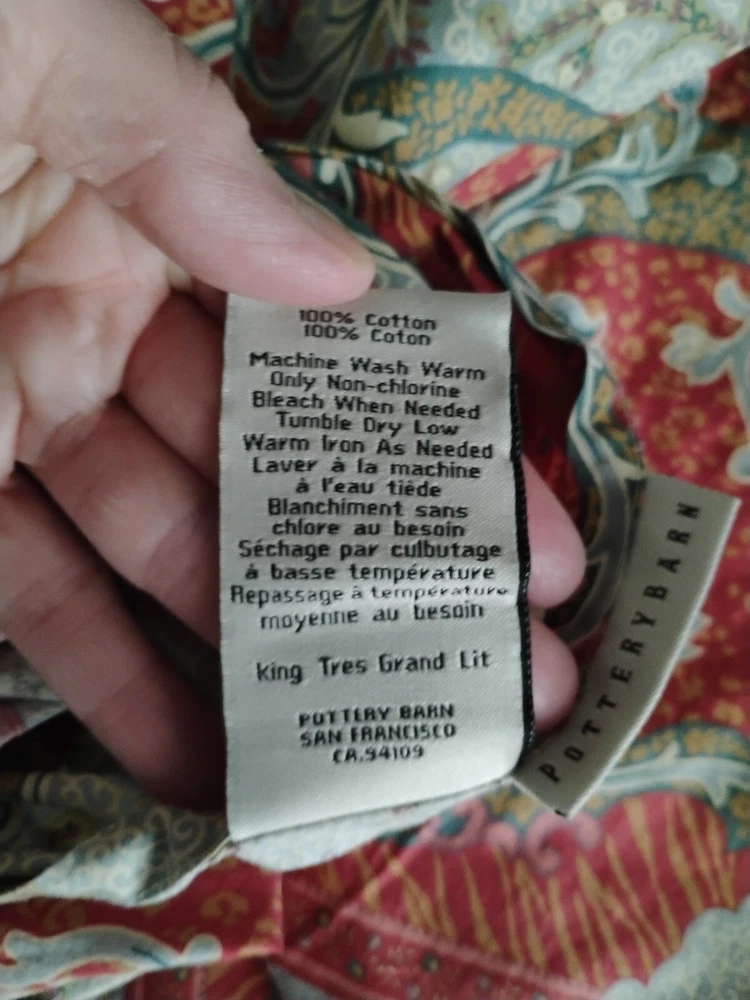 100% Cotton
100% Coton
Machine Wash Warm
Only Non-chlorine
Bleach When Needed
Tumble Dry Low
Warm Iron As Needed
Laver à la machine
à l'eau tiède
Blanchiment sans
chlore au besoin
Séchage par culbutage
à basse température
Repassage à température
moyenne au besoin
king Tres Grand Lit
POTTERY BARN
SAN FRANCISCO
CA.94109
POTTERYBARN